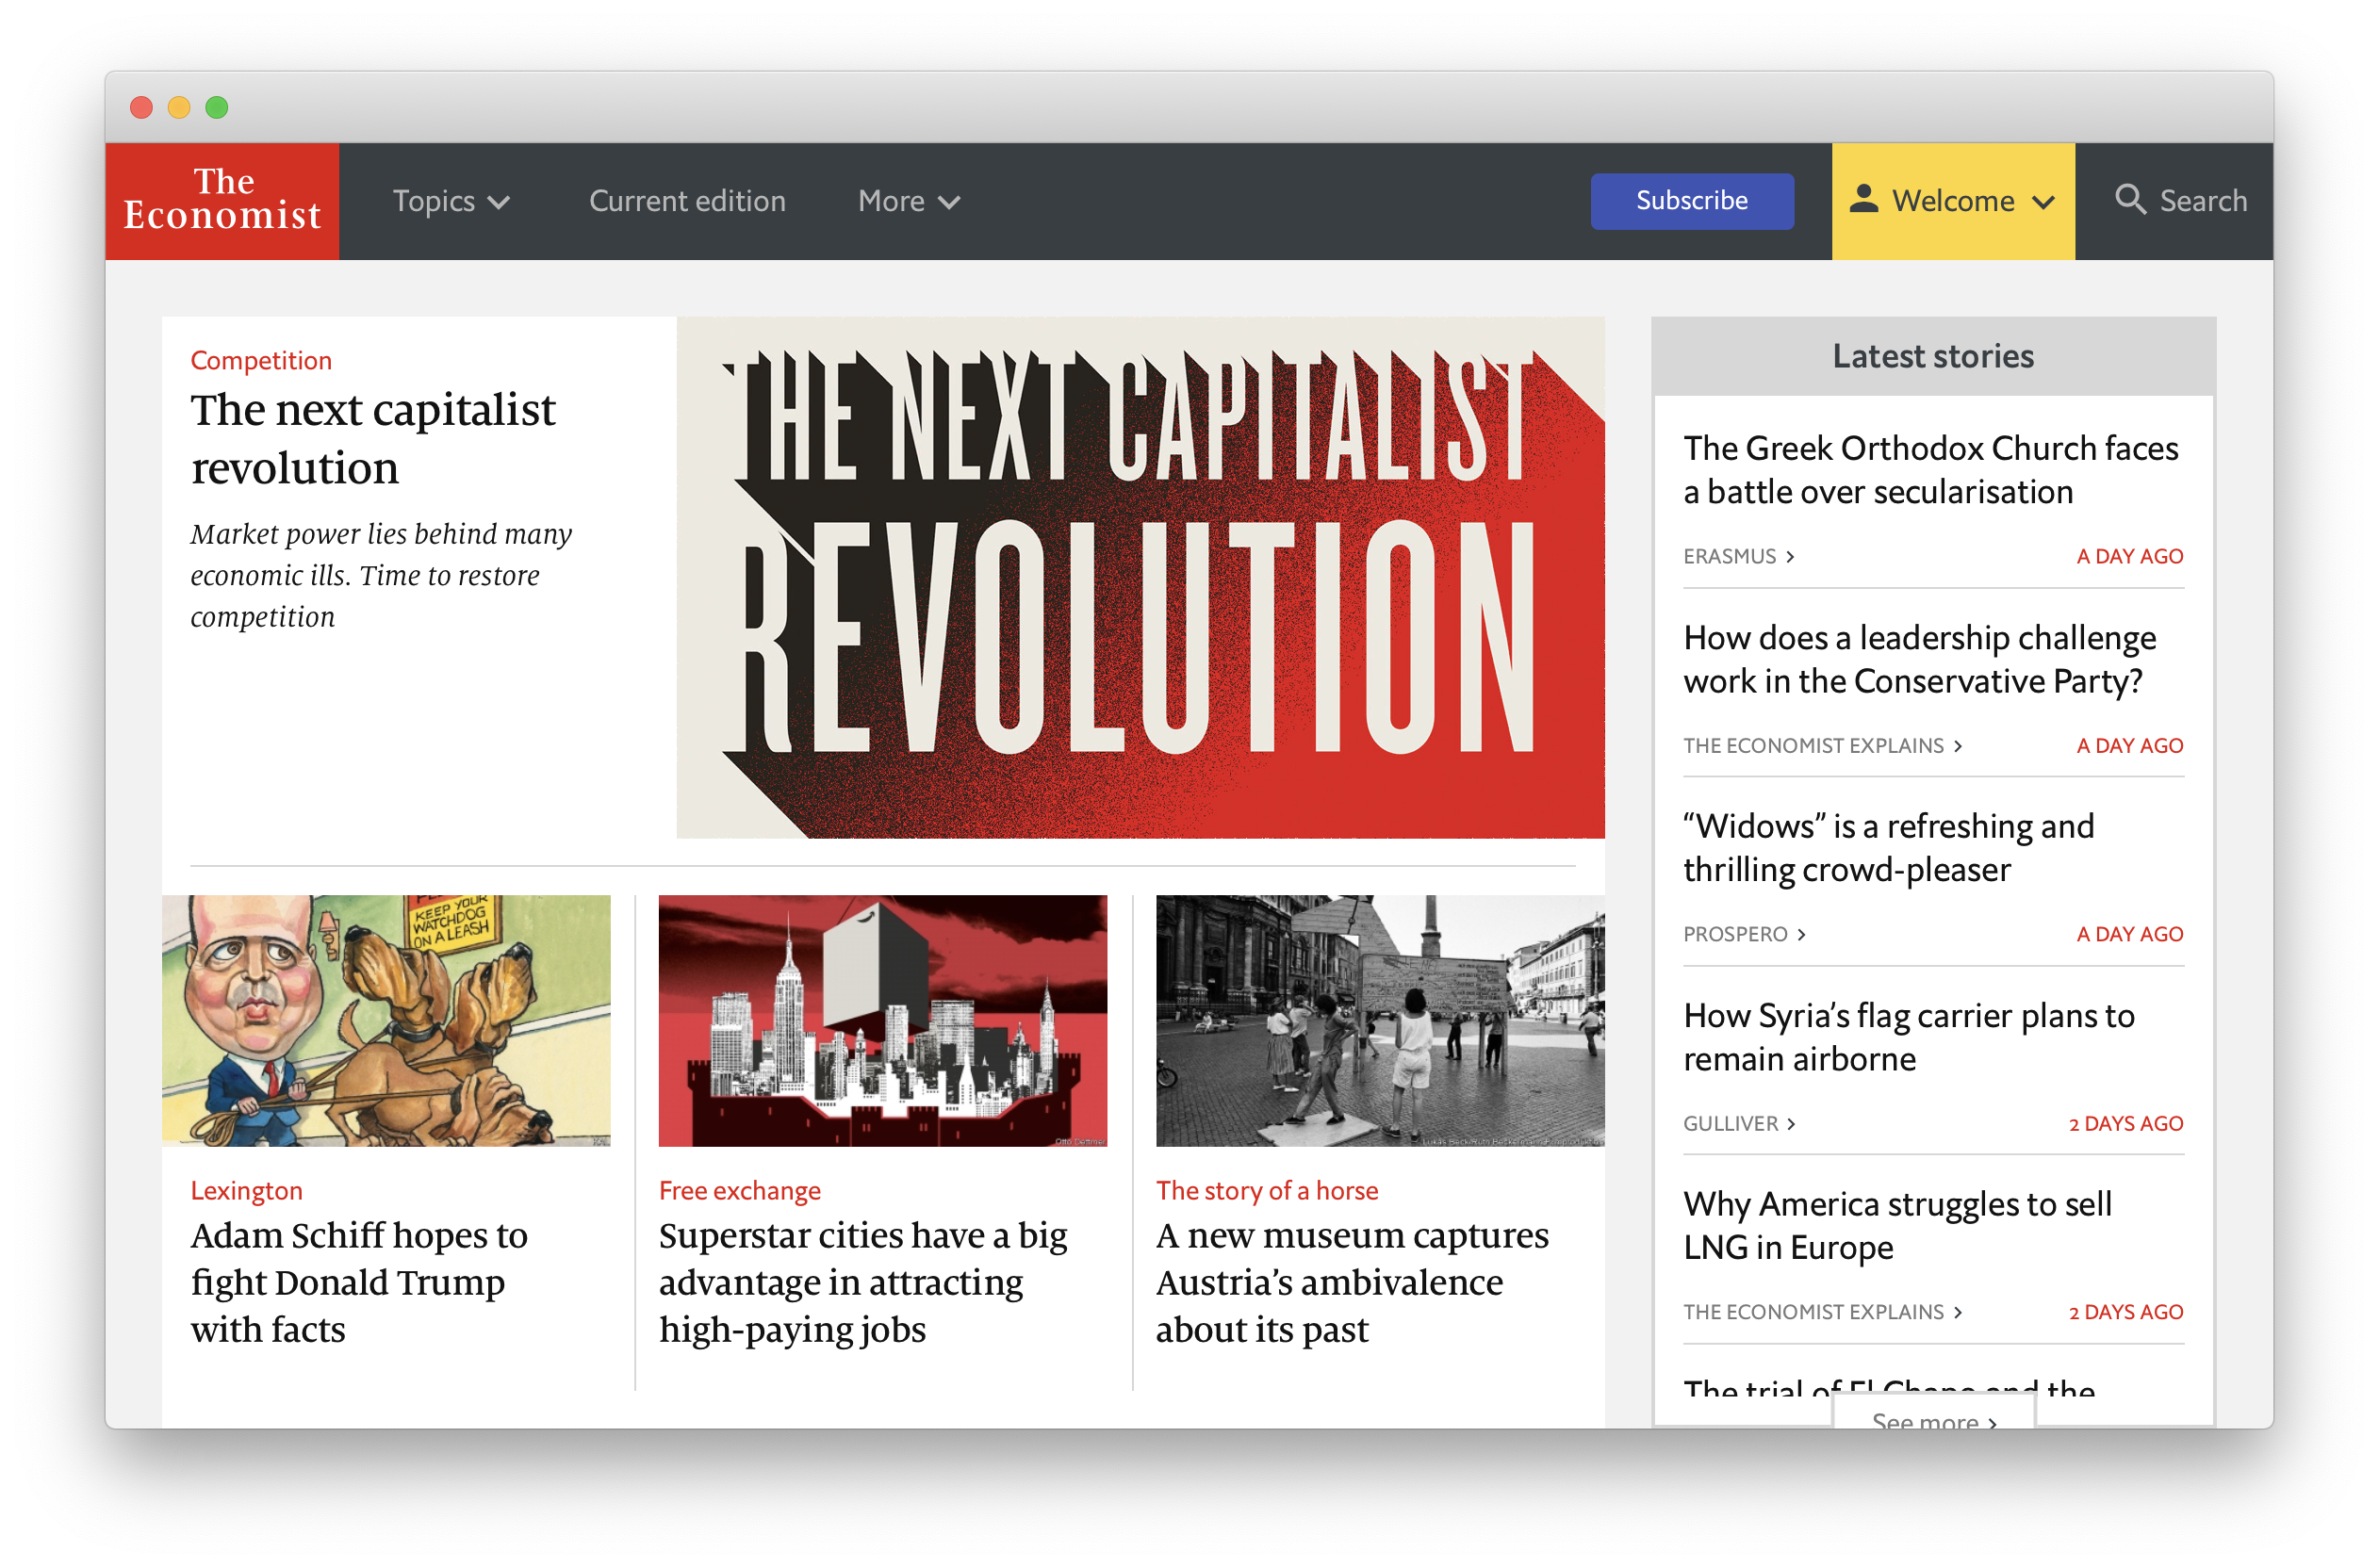 The
Economist
Topics
Current edition
More
Subscribe
Welcome
Search
Competition
The next capitalist
revolution
Market power lies behind many
economic ills. Time to restore
competition
THE NEXT CAPITALIST
REVOLUTION
KEEP YOUR
WATCHDOG
ON A LEASH
Lexington
Adam Schiff hopes to
fight Donald Trump
with facts
Otto Dettmer
Free exchange
Superstar cities have a big
advantage in attracting
high-paying jobs
The story of a horse
A new museum captures
Austria’s ambivalence
about its past
Latest stories
The Greek Orthodox Church faces
a battle over secularisation
ERASMUS ›
A DAY AGO
How does a leadership challenge
work in the Conservative Party?
THE ECONOMIST EXPLAINS ›
A DAY AGO
“Widows” is a refreshing and
thrilling crowd-pleaser
PROSPERO ›
A DAY AGO
How Syria’s flag carrier plans to
remain airborne
GULLIVER ›
2 DAYS AGO
Why America struggles to sell
LNG in Europe
THE ECONOMIST EXPLAINS ›
2 DAYS AGO
The trial of El Chapo and the
See more ›